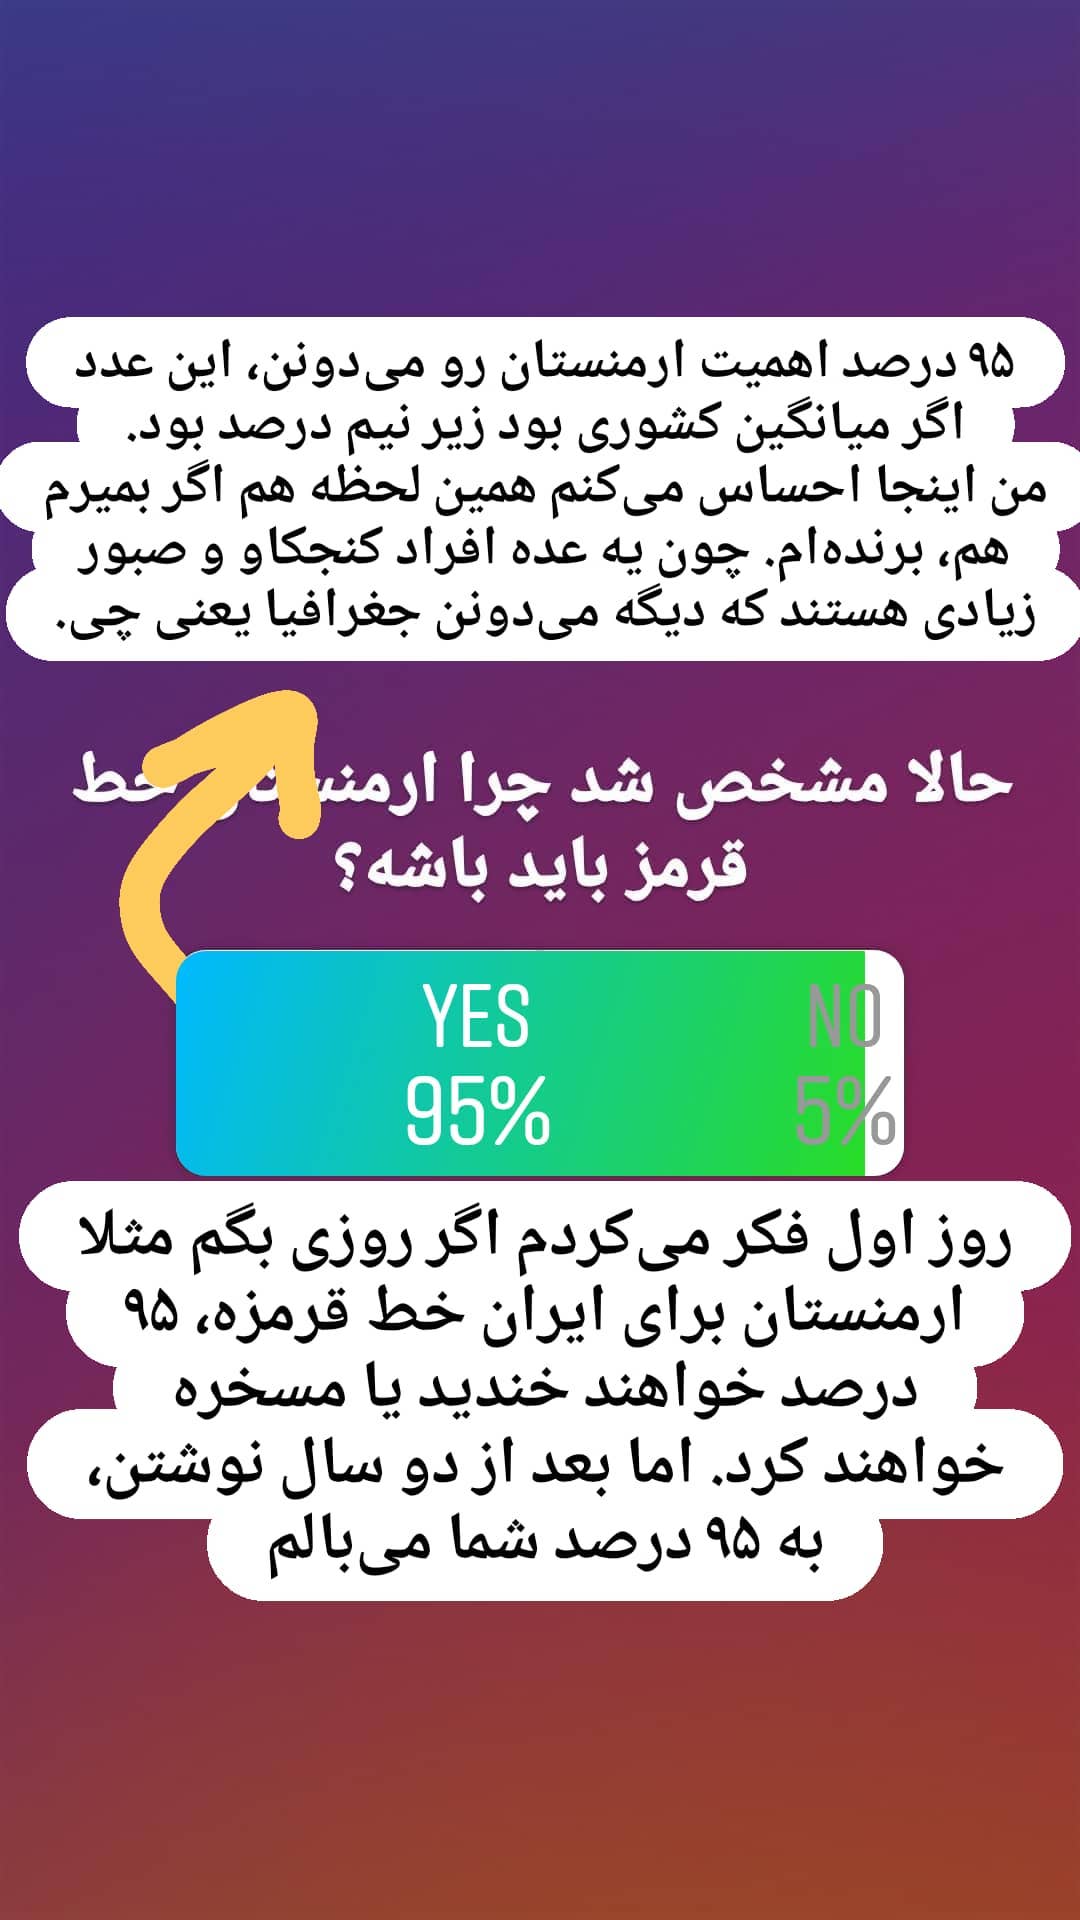 ۹۵ درصد اهمیت ارمنستان رو می‌دونن، این عدد
اگر میانگین کشوری بود زیر نیم درصد بود.
من اینجا احساس می‌کنم همین لحظه هم اگر بمیرم
هم، برنده‌ام. چون یه عده افراد کنجکاو و صبور
زیادی هستند که دیگه می‌دونن جغرافیا یعنی چی.
حالا مشخص شد چرا ارمنستان خط
قرمز باید باشه؟
YES NO
95% 5%
روز اول فکر می‌کردم اگر روزی بگم مثلا
ارمنستان برای ایران خط قرمزه، ۹۵
درصد خواهند خندید یا مسخره
خواهند کرد. اما بعد از دو سال نوشتن،
به ۹۵ درصد شما می‌بالم